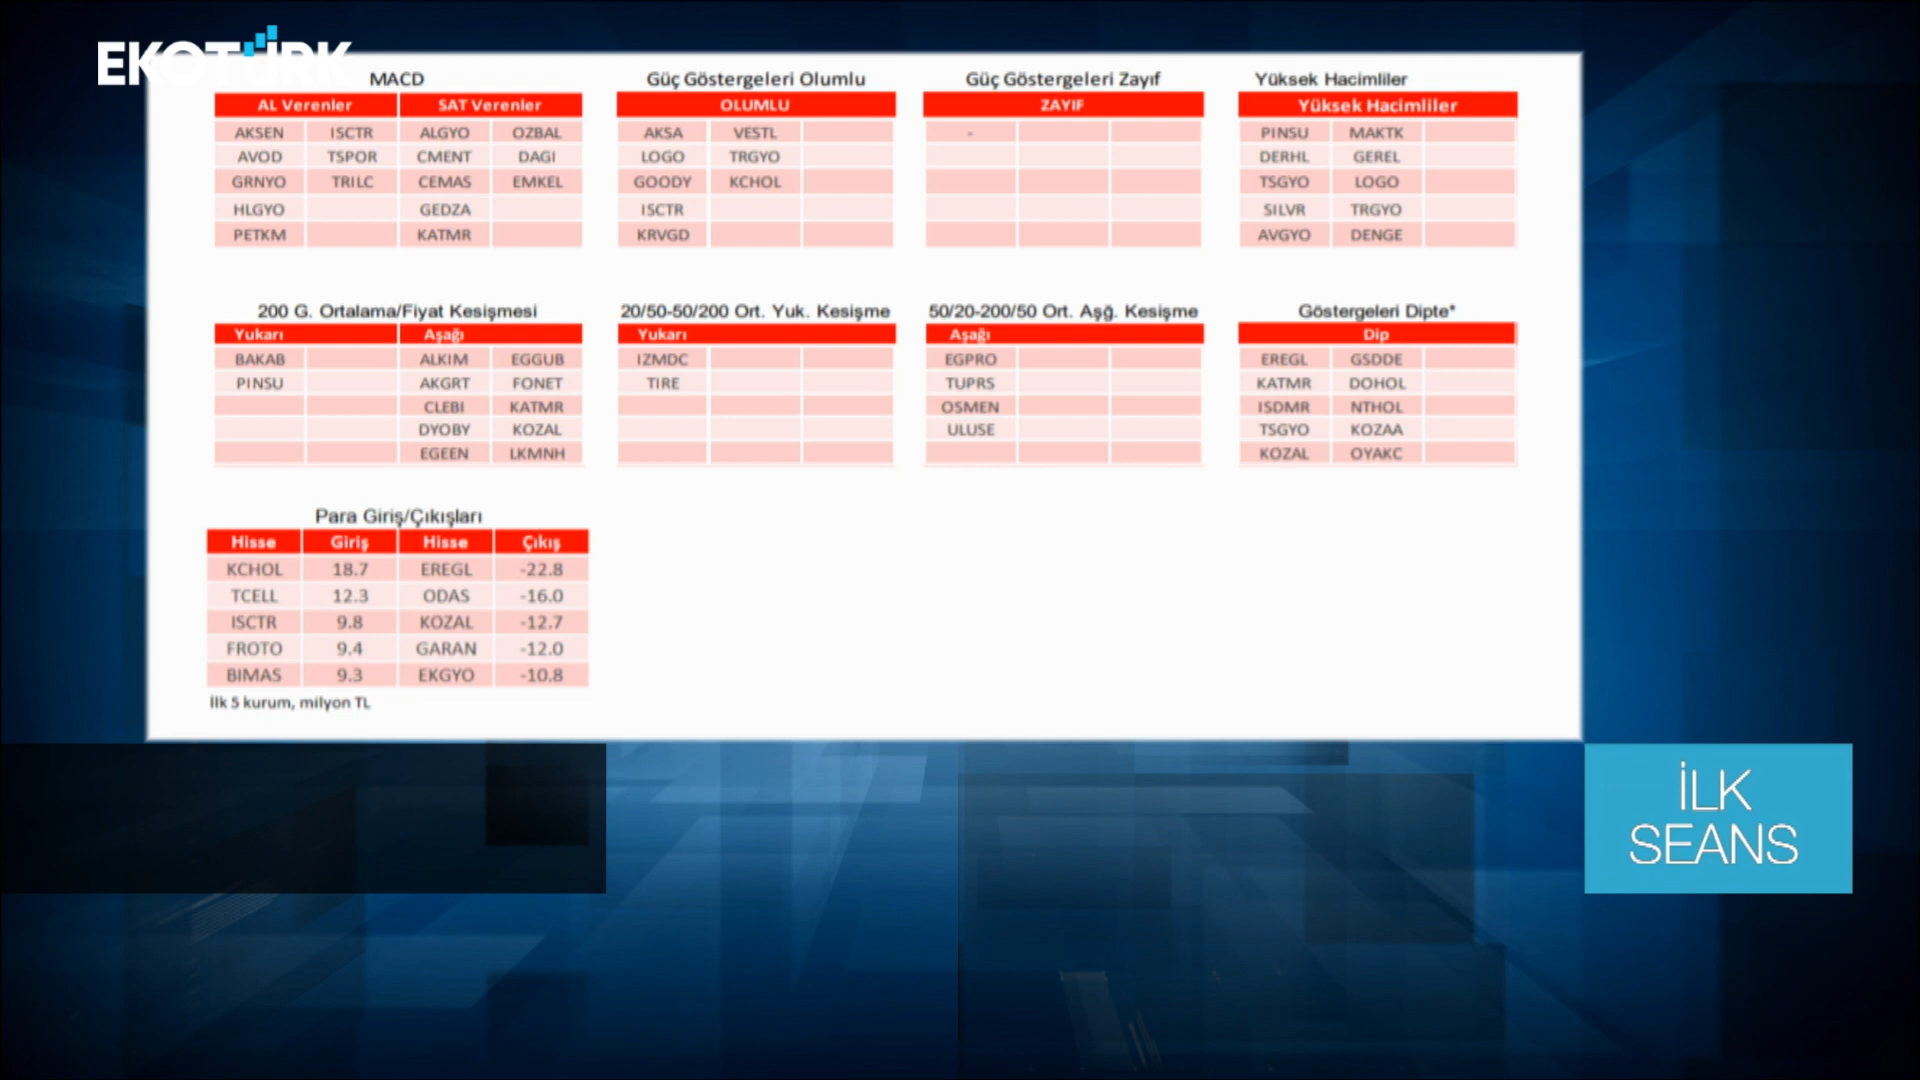 EKOTÜRK
MACD
AL Verenler SAT Verenler
AKSEN ISCTR ALGYO OZBAL
AVOD TSPOR CMENT DAGI
GRNYO TRILC CEMAS EMKEL
HLGYO GEDZA
PETKM KATMR
Güç Göstergeleri Olumlu
OLUMLU
AKSA VESTL
LOGO TRGYO
GOODY KCHOL
ISCTR
KRVGD
Güç Göstergeleri Zayıf
ZAYIF
-
Yüksek Hacimliler
Yüksek Hacimliler
PINSU MAKTK
DERHL GEREL
TSGYO LOGO
SILVR TRGYO
AVGYO DENGE
200 G. Ortalama/Fiyat Kesişmesi
Yukarı Aşağı
BAKAB ALKIM EGGUB
PINSU AKGRT FONET
CLEBI KATMR
DYOBY KOZAL
EGEEN LKMNH
20/50-50/200 Ort. Yuk. Kesişme
Yukarı
IZMDC
TIRE
50/20-200/50 Ort. Aşğ. Kesişme
Aşağı
EGPRO
TUPRS
OSMEN
ULUSE
Göstergeleri Dipte*
Dip
EREGL GSDDE
KATMR DOHOL
ISDMR NTHOL
TSGYO KOZAA
KOZAL OYAKC
Para Giriş/Çıkışları
Hisse Giriş Hisse Çıkış
KCHOL 18.7 EREGL -22.8
TCELL 12.3 ODAS -16.0
ISCTR 9.8 KOZAL -12.7
FROTO 9.4 GARAN -12.0
BIMAS 9.3 EKGYO -10.8
İlk 5 kurum, milyon TL
İLK
SEANS